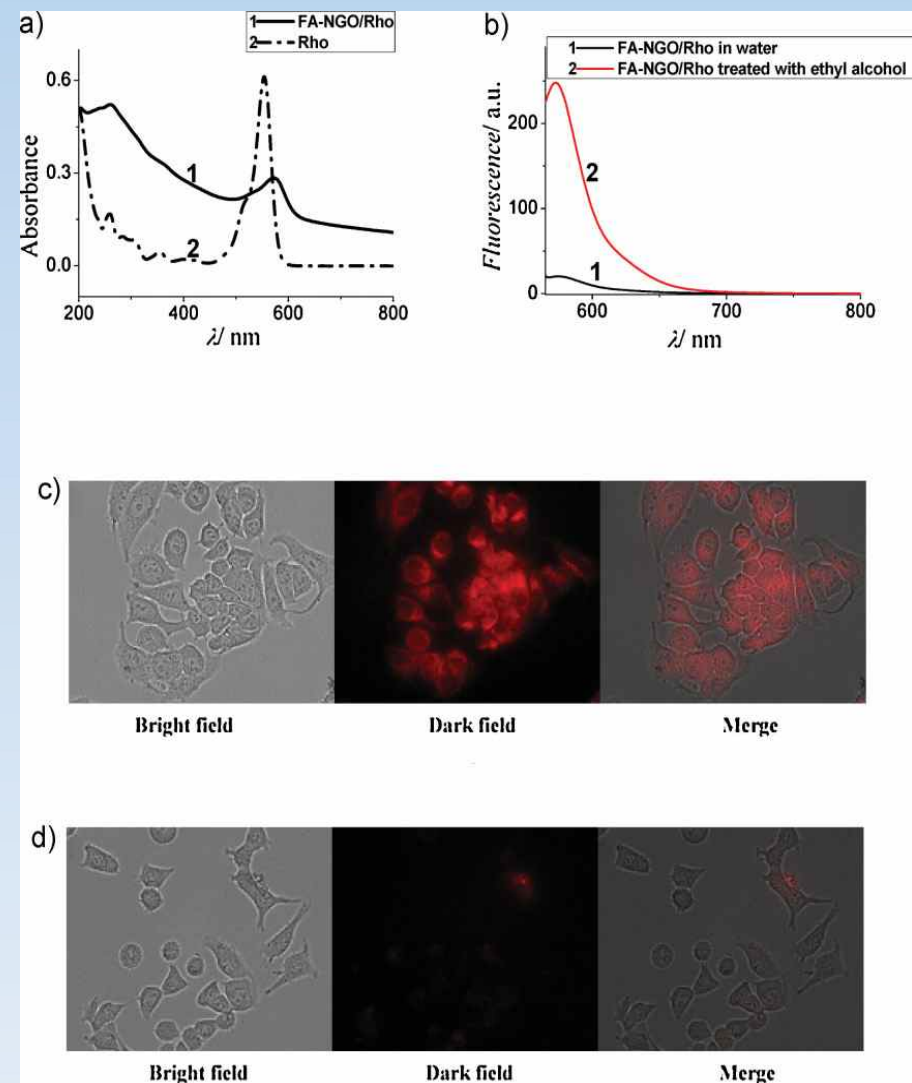 a)
1 FA-NGO/Rho
2 Rho
0.6
0.3
0.0
Absorbance
1
2
200 400 600 800
λ/ nm
b)
1 FA-NGO/Rho in water
2 FA-NGO/Rho treated with ethyl alcohol
200
100
0
Fluorescence/ a.u.
2
1
600 700 800
λ/ nm
c)
Bright field Dark field Merge
d)
Bright field Dark field Merge